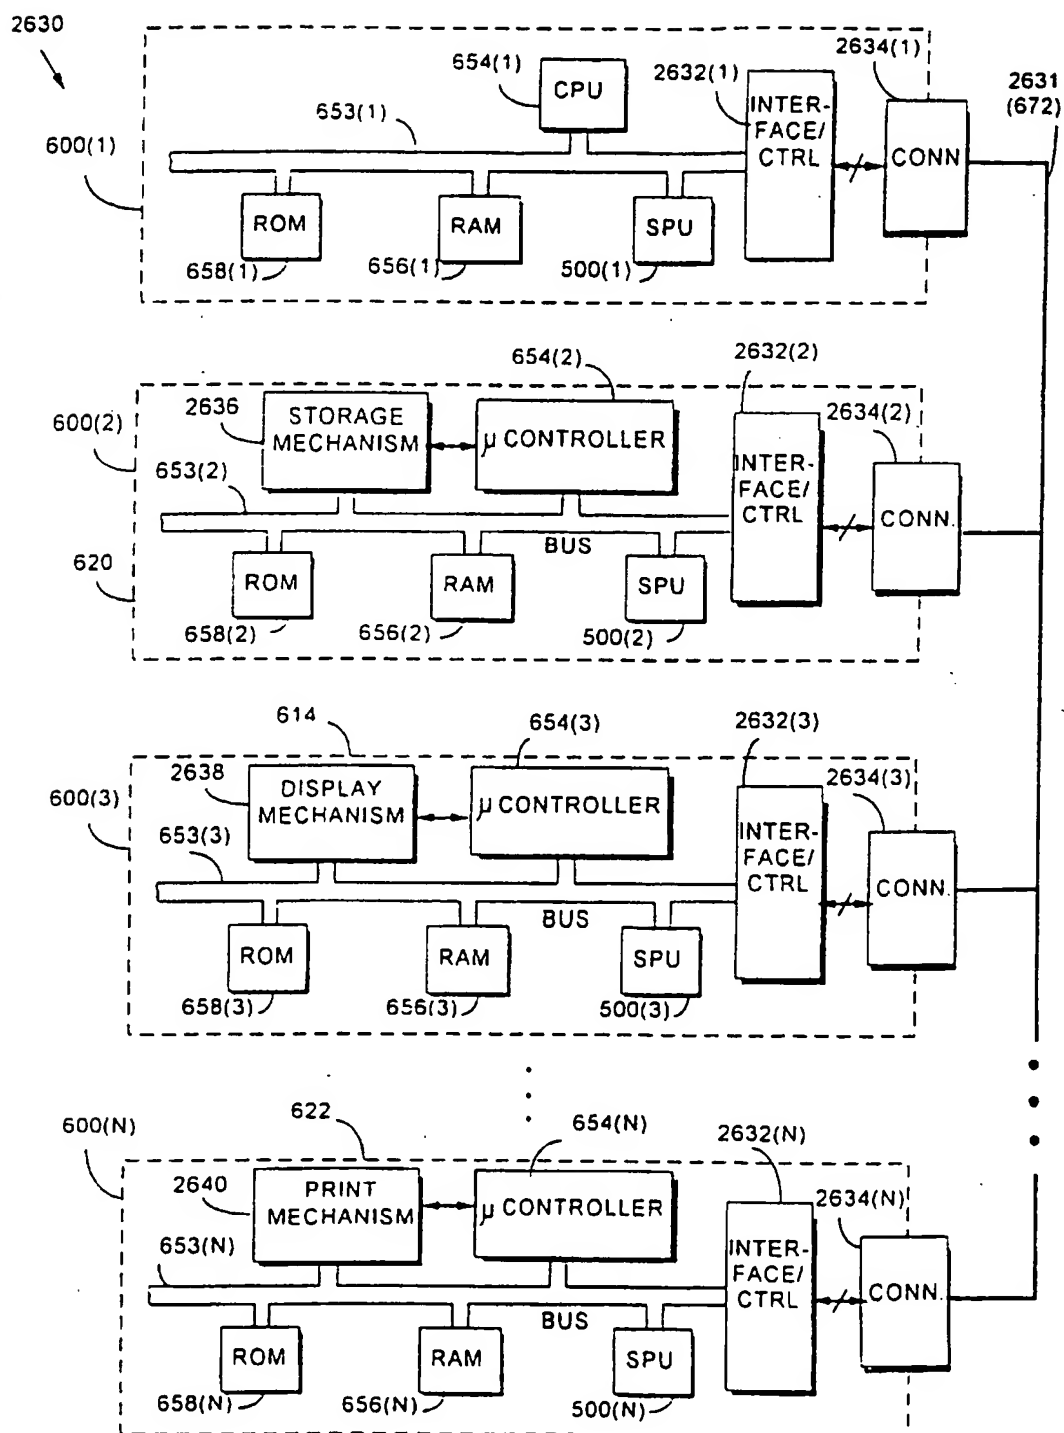 2630
654(1)
2632(1)
2634(1)
2631
(672)
CPU
INTER-
FACE/
CTRL
653(1)
600(1)
CONN
ROM
RAM
SPU
658(1)
656(1)
500(1)
654(2)
2632(2)
2634(2)
600(2)
2636
STORAGE
MECHANISM
μ CONTROLLER
653(2)
INTER-
FACE/
CTRL
CONN.
BUS
620
ROM
RAM
SPU
658(2)
656(2)
500(2)
614
654(3)
2632(3)
2634(3)
600(3)
2638
DISPLAY
MECHANISM
μ CONTROLLER
653(3)
INTER-
FACE/
CTRL
CONN.
BUS
ROM
RAM
SPU
658(3)
656(3)
500(3)
622
654(N)
2632(N)
600(N)
2634(N)
2640
PRINT
MECHANISM
μ CONTROLLER
653(N)
INTER-
FACE/
CTRL
CONN.
BUS
ROM
RAM
SPU
658(N)
656(N)
500(N)